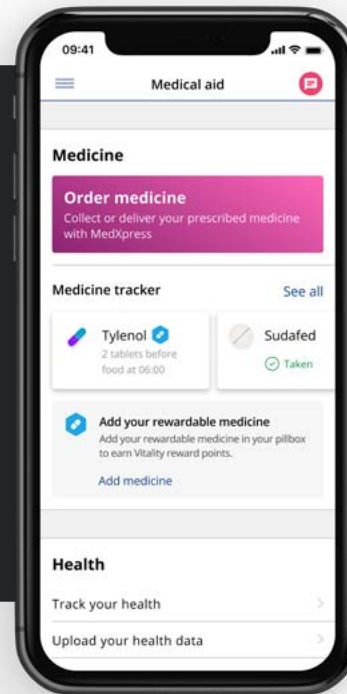 09:41
Medical aid
Medicine
Order medicine
Collect or deliver your prescribed medicine
with MedXpress
Medicine tracker
See all
Tylenol
2 tablets before
food at 06:00
Sudafed
Taken
Add your rewardable medicine
Add your rewardable medicine in your pillbox
to earn Vitality reward points.
Add medicine
Health
Track your health
Upload your health data